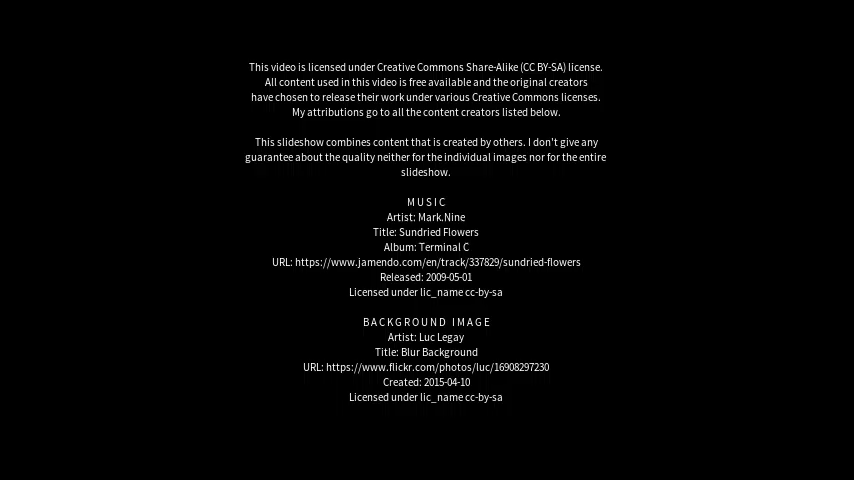 This video is licensed under Creative Commons Share-Alike (CC BY-SA) license.
All content used in this video is free available and the original creators
have chosen to release their work under various Creative Commons licenses.
My attributions go to all the content creators listed below.
This slideshow combines content that is created by others. I don't give any
guarantee about the quality neither for the individual images nor for the entire
slideshow.
MUSIC
Artist: Mark.Nine
Title: Sundried Flowers
Album: Terminal C
URL: https://www.jamendo.com/en/track/337829/sundried-flowers
Released: 2009-05-01
Licensed under lic_name cc-by-sa
BACKGROUND IMAGE
Artist: Luc Legay
Title: Blur Background
URL: https://www.flickr.com/photos/luc/16908297230
Created: 2015-04-10
Licensed under lic_name cc-by-sa